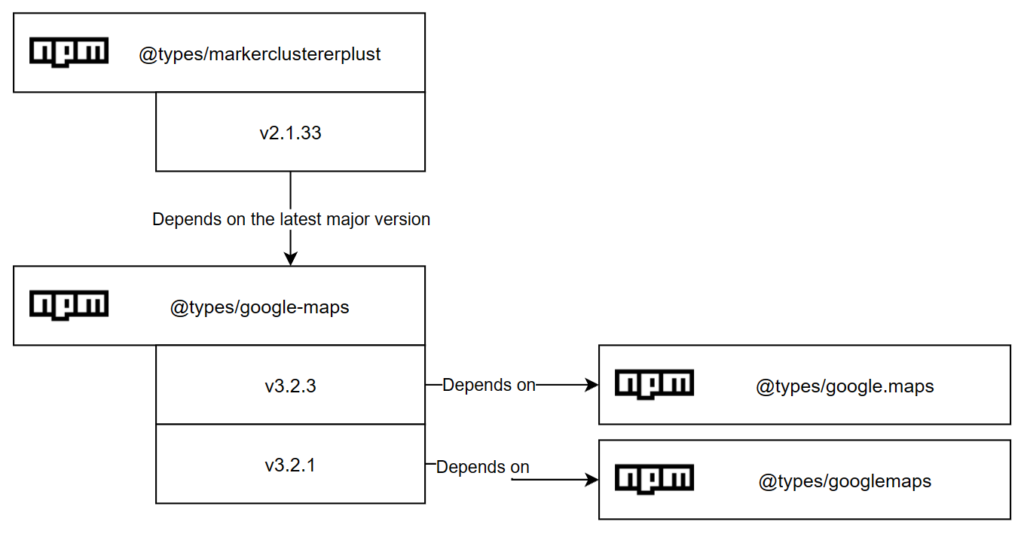 npm @types/markerclustererplust
v2.1.33
Depends on the latest major version
npm @types/google-maps
v3.2.3
Depends on
npm @types/google.maps
v3.2.1
Depends on
npm @types/googlemaps